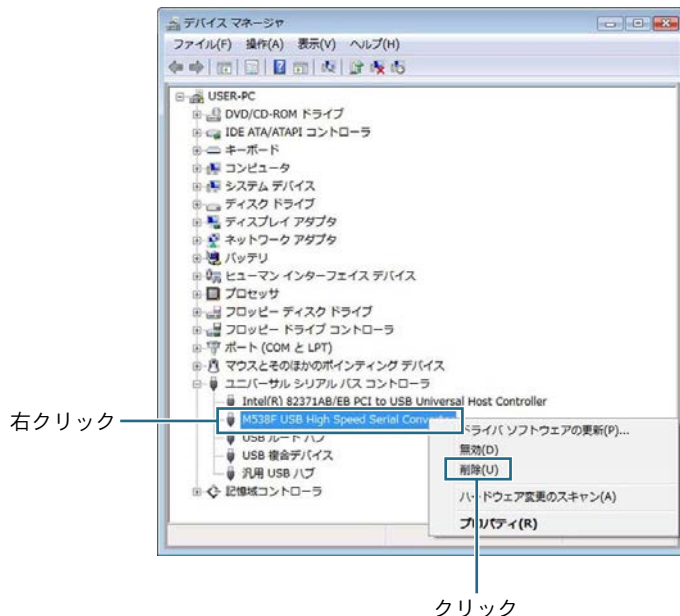 デバイス マネージャ
ファイル(F) 操作(A) 表示(V) ヘルプ(H)
USER-PC
DVD/CD-ROM ドライブ
IDE ATA/ATAPI コントローラ
キーボード
コンピュータ
システム デバイス
ディスク ドライブ
ディスプレイ アダプタ
ネットワーク アダプタ
バッテリ
ヒューマン インターフェイス デバイス
プロセッサ
フロッピー ディスク ドライブ
フロッピー ドライブ コントローラ
ポート (COM と LPT)
マウスとそのほかのポインティング デバイス
ユニバーサル シリアル バス コントローラ
Intel(R) 82371AB/EB PCI to USB Universal Host Controller
右クリック
M538F USB High Speed Serial
USB ルート ハブ
USB 複合デバイス
汎用 USB ハブ
記憶域コントローラ
ドライバ ソフトウェアの更新(P)...
無効(D)
削除(U)
ハードウェア変更のスキャン(A)
プロパティ(R)
クリック